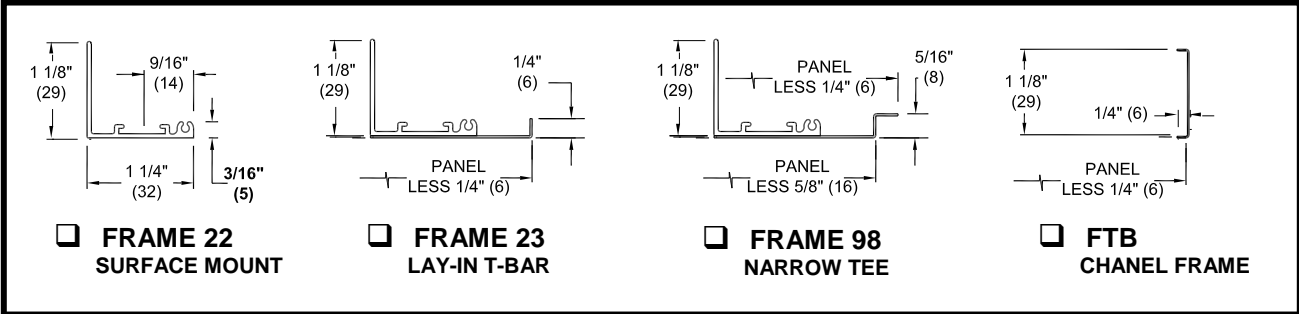 1 1/8"
(29)
9/16"
(14)
1 1/4"
(32)
3/16"
(5)
❑ FRAME 22
SURFACE MOUNT
1 1/8"
(29)
1/4"
(6)
PANEL
LESS 1/4" (6)
❑ FRAME 23
LAY-IN T-BAR
1 1/8"
(29)
PANEL
LESS 1/4" (6)
5/16"
(8)
PANEL
LESS 5/8" (16)
❑ FRAME 98
NARROW TEE
1 1/8"
(29)
1/4" (6)
PANEL
LESS 1/4" (6)
❑ FTB
CHANEL FRAME